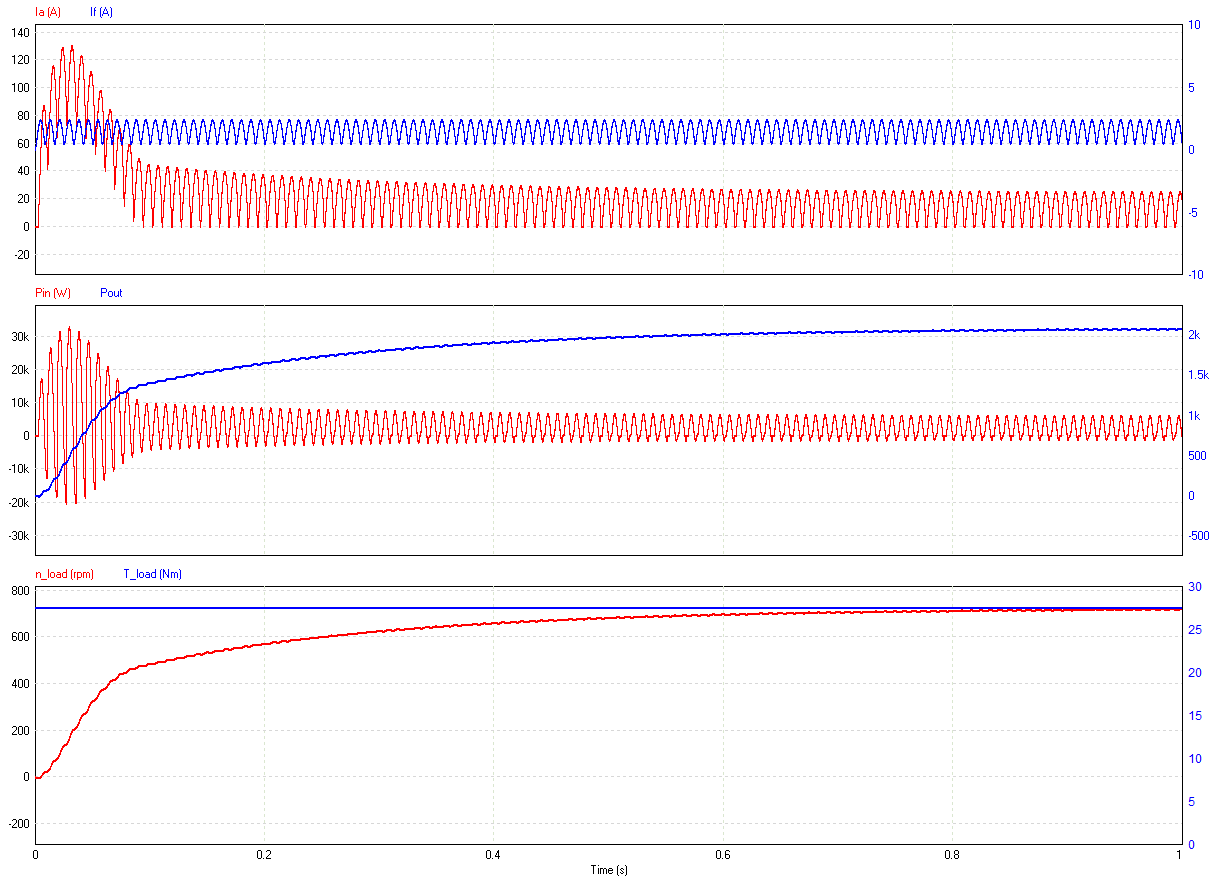 Ia (A) If (A)
140 10
120
100 5
80
60 0
40
20 -5
0
-20 -10
Pin (W) Pout
30k 2k
20k 1.5k
10k 1k
0 500
-10k
-20k 0
-30k -500
n_load (rpm) T_load (Nm)
800 30
600 25
400 20
200 15
0 10
-200 5
0
0 0.2 0.4 0.6 0.8 1
Time (s)